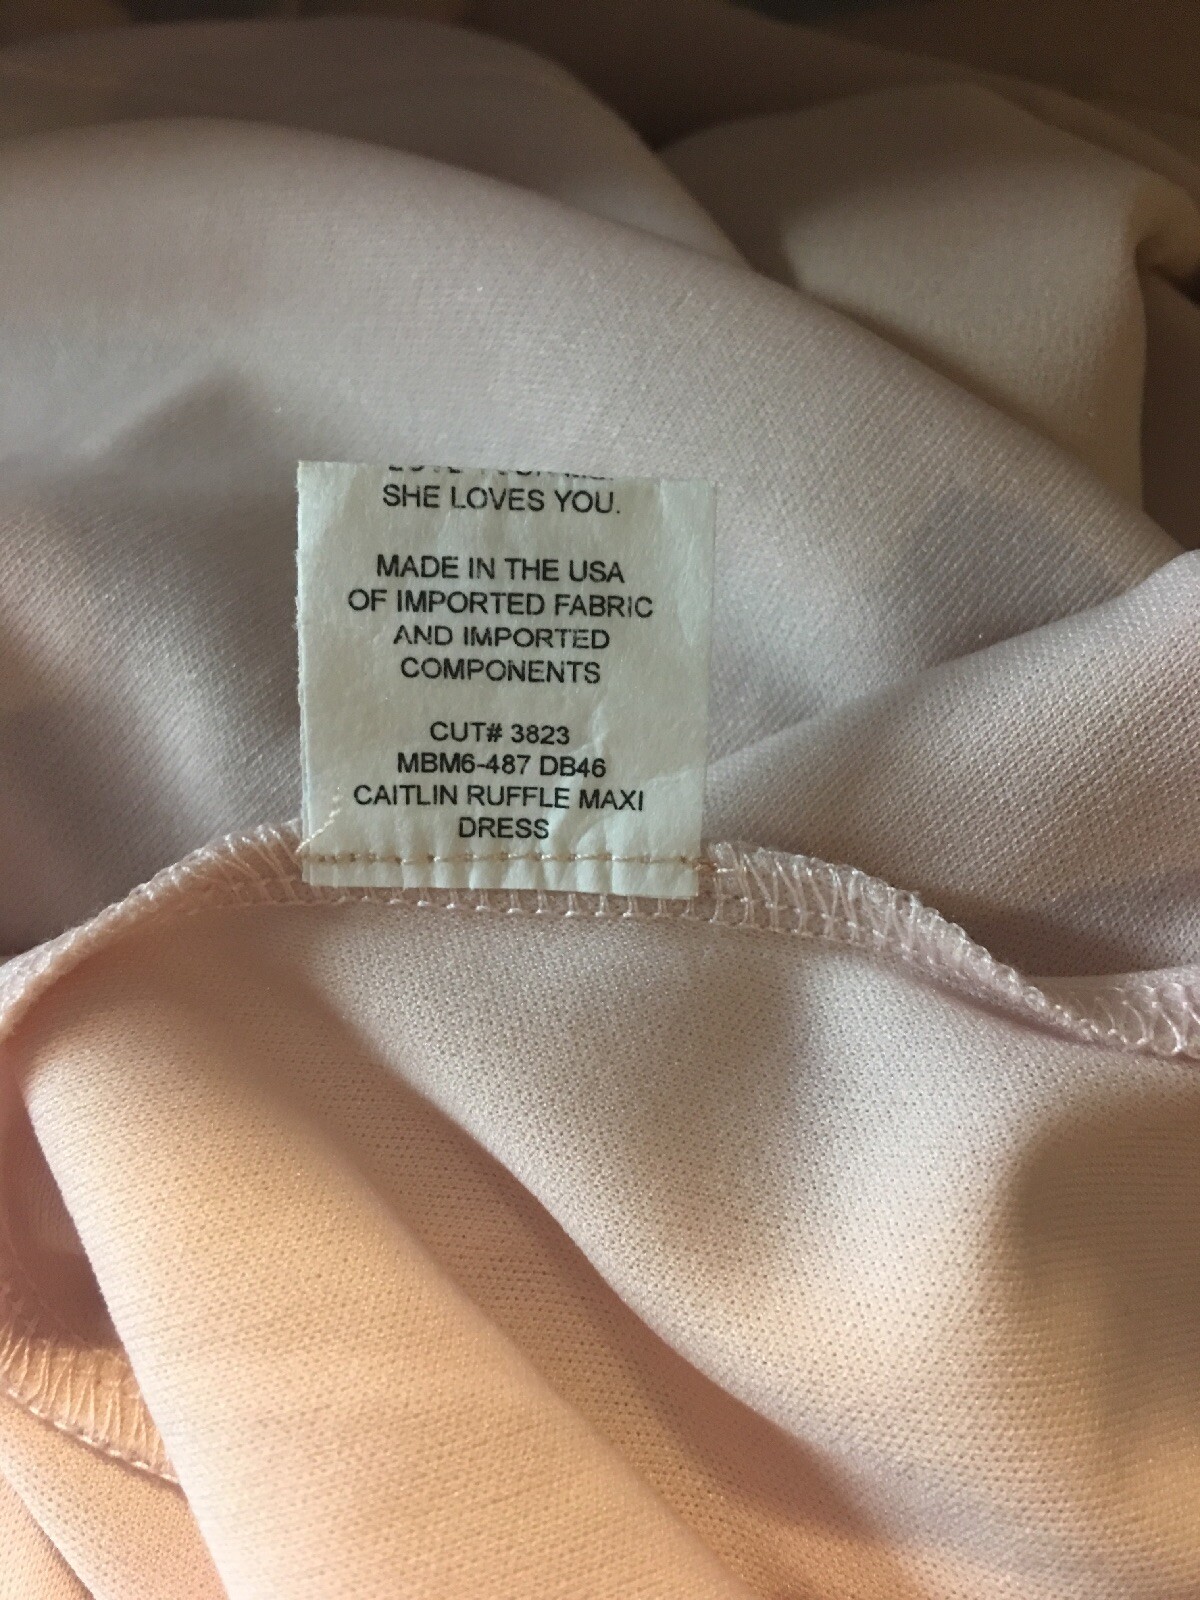 SHE LOVES YOU.
MADE IN THE USA
OF IMPORTED FABRIC
AND IMPORTED
COMPONENTS
CUT# 3823
MBM6-487 DB46
CAITLIN RUFFLE MAXI
DRESS